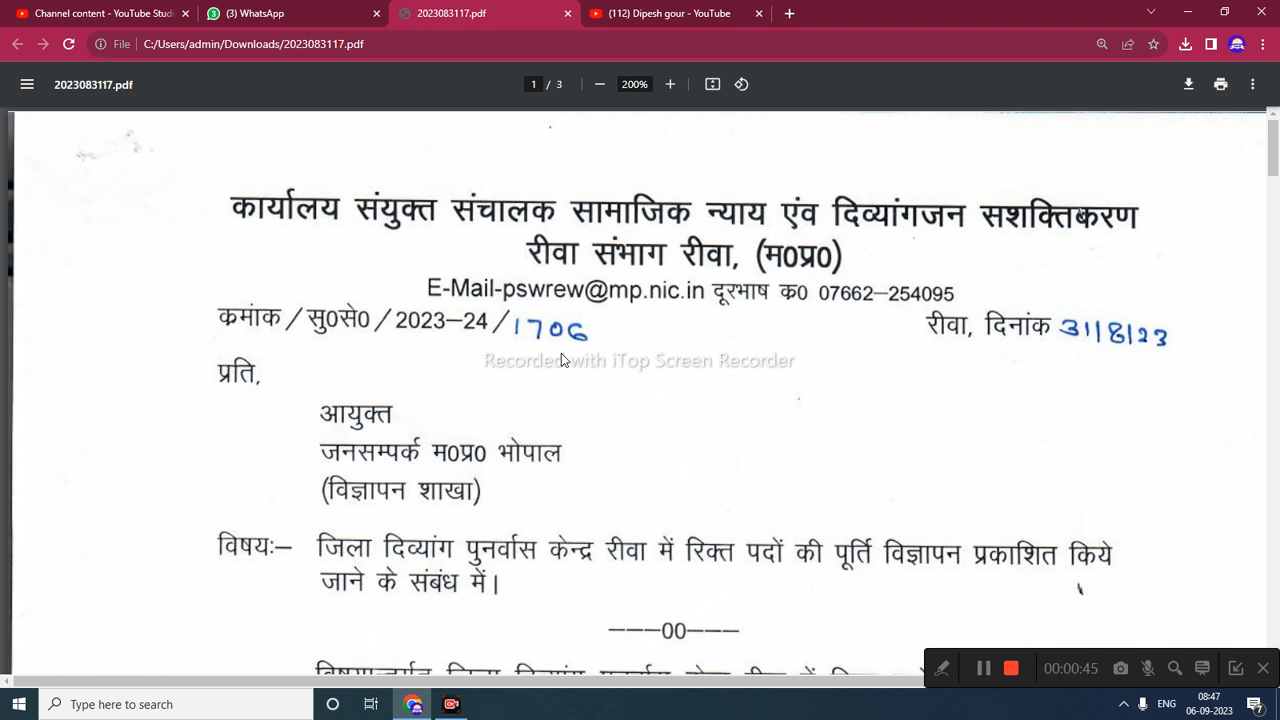 Channel content - YouTube Studi
(3) WhatsApp
2023083117.pdf
(112) Dipesh gour - YouTube
File
C:/Users/admin/Downloads/2023083117.pdf
2023083117.pdf
1 / 3
200%
कार्यालय संयुक्त संचालक सामाजिक न्याय एंव दिव्यांगजन सशक्तिकरण
रीवा संभाग रीवा, (म0प्र0)
E-Mail-pswrew@mp.nic.in दूरभाष क0 07662–254095
क्रमांक / सु0से0 / 2023–24 / 1706
रीवा, दिनांक 31/8/23
Recorded with iTop Screen Recorder
प्रति,
आयुक्त
जनसम्पर्क म0प्र0 भोपाल
(विज्ञापन शाखा)
विषयः– जिला दिव्यांग पुनर्वास केन्द्र रीवा में रिक्त पदों की पूर्ति विज्ञापन प्रकाशित किये
जाने के संबंध में।
–––00–––
00:00:45
Type here to search
ENG
08:47
06-09-2023